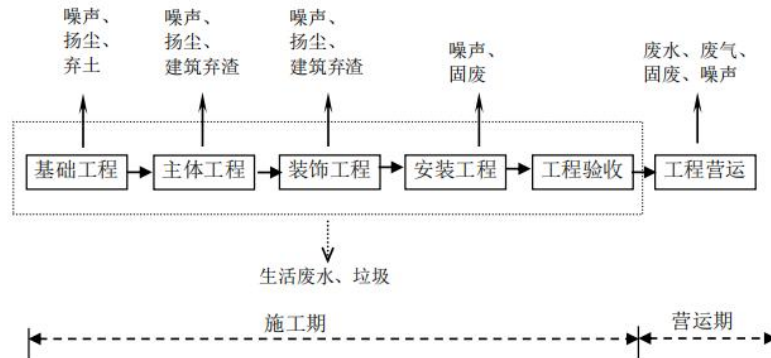 噪声、
扬尘、
弃土
噪声、
扬尘、
建筑弃渣
噪声、
扬尘、
建筑弃渣
噪声、
固废
废水、废气、
固废、噪声
基础工程
主体工程
装饰工程
安装工程
工程验收
工程营运
生活废水、垃圾
施工期
营运期